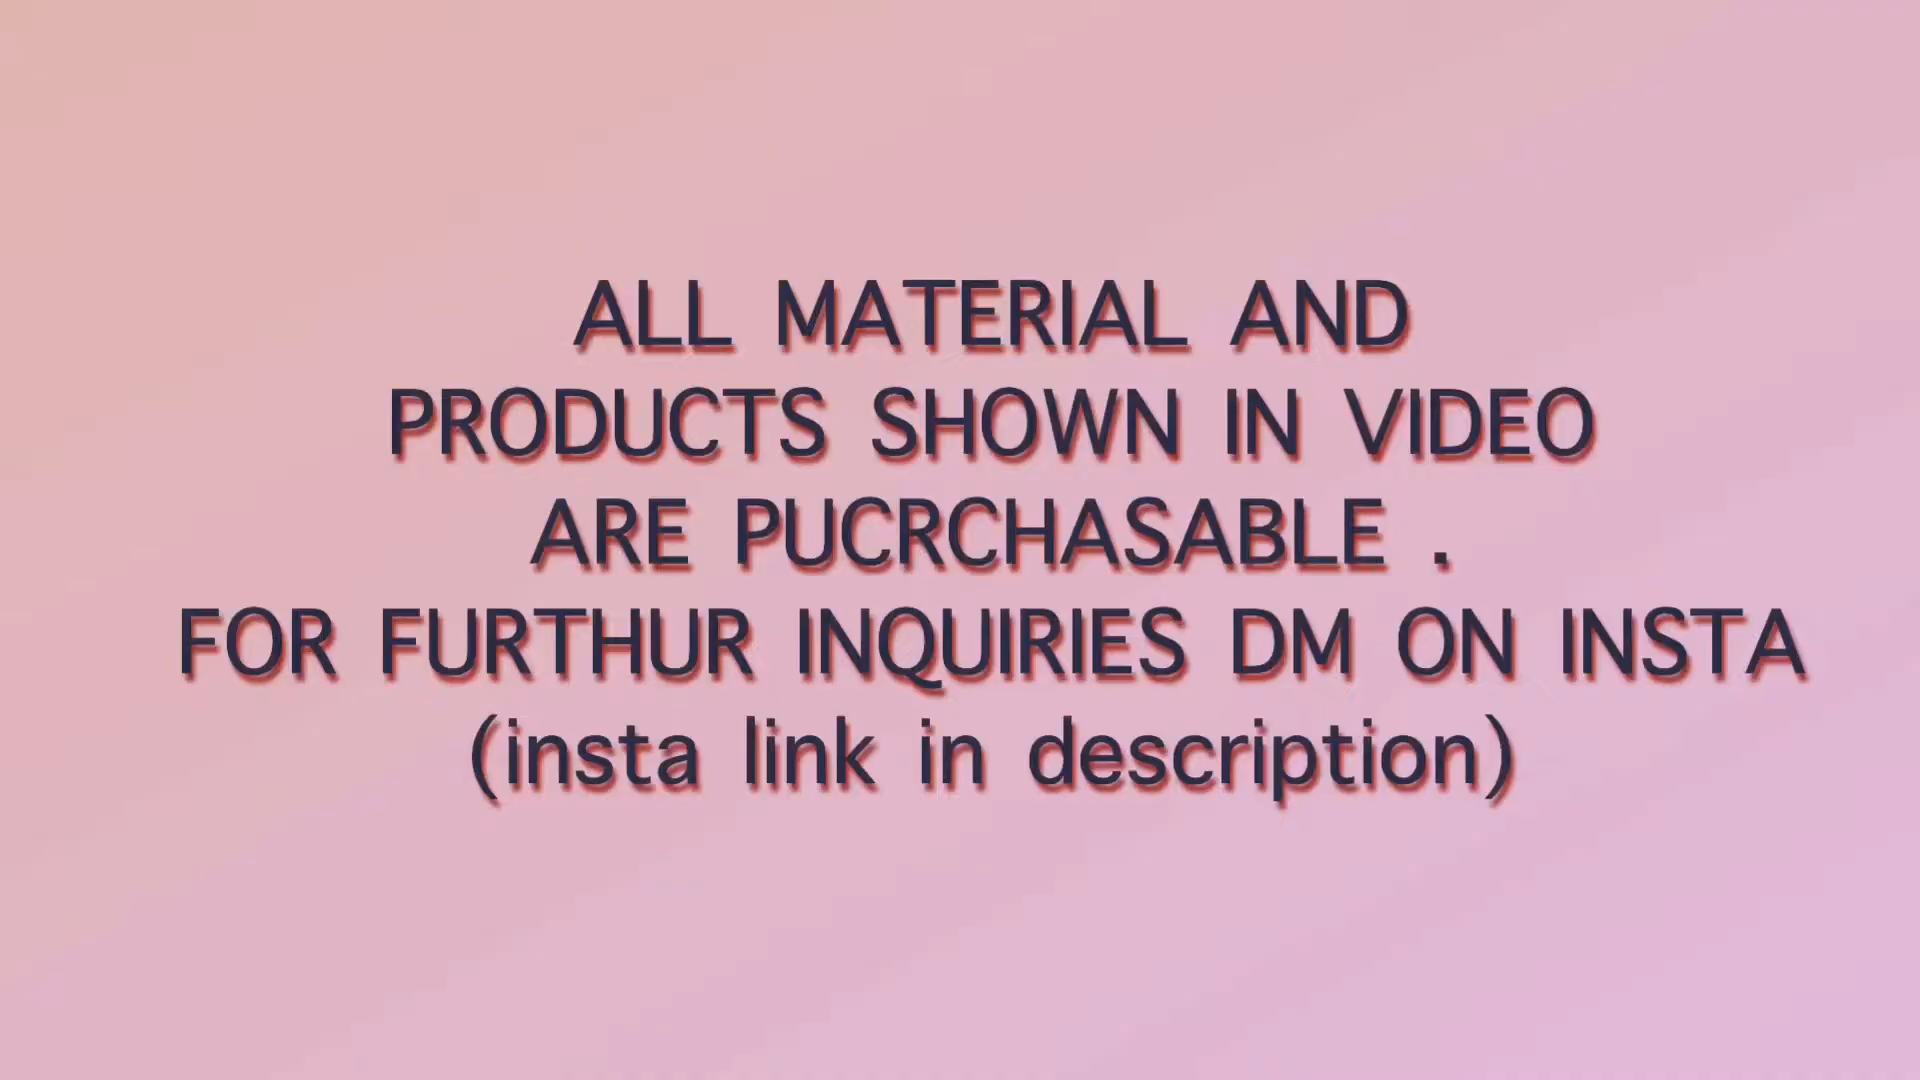 ALL MATERIAL AND
PRODUCTS SHOWN IN VIDEO
ARE PUCRCHASABLE .
FOR FURTHUR INQUIRIES DM ON INSTA
(insta link in description)